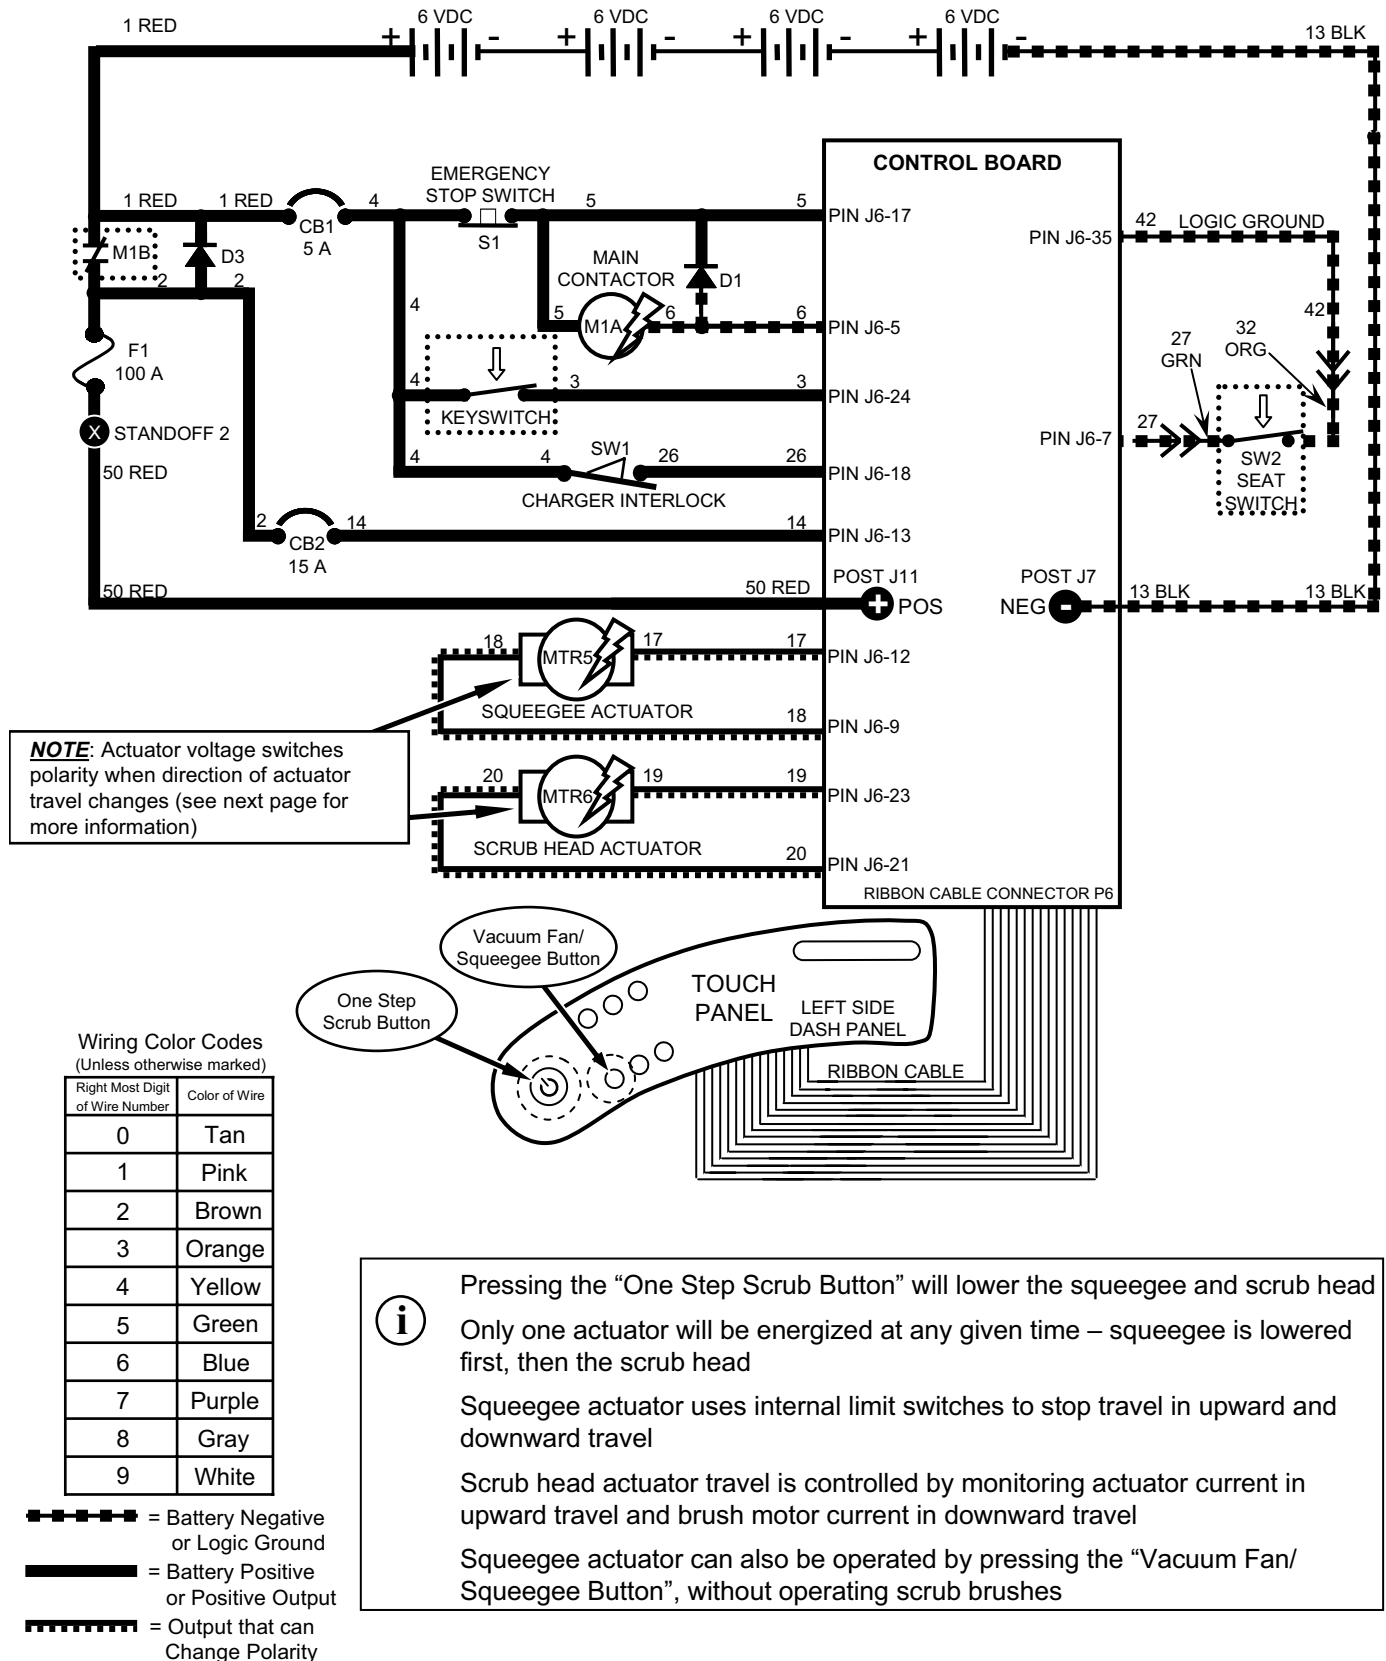 6 VDC 6 VDC 6 VDC 6 VDC
1 RED
+ - + - + - + -
13 BLK
CONTROL BOARD
EMERGENCY
STOP SWITCH
S1
1 RED 1 RED
CB1
5 A
4
5 5
PIN J6-17
42 LOGIC GROUND
PIN J6-35
M1B
D3
2 2
MAIN
CONTACTOR
M1A
D1
4
5 6 6
PIN J6-5
42
32
ORG
27
GRN
F1
100 A
4 3 3
PIN J6-24
KEYSWITCH
X STANDOFF 2
27
PIN J6-7
SW2
SEAT
SWITCH
50 RED
4 4 SW1 26 26
PIN J6-18
CHARGER INTERLOCK
2 14 14
CB2
15 A
PIN J6-13
50 RED 50 RED
POST J11
+ POS
POST J7
NEG -
13 BLK 13 BLK
18 MTR5 17 17
PIN J6-12
SQUEEGEE ACTUATOR
18
PIN J6-9
NOTE: Actuator voltage switches
polarity when direction of actuator
travel changes (see next page for
more information)
20 MTR6 19 19
PIN J6-23
SCRUB HEAD ACTUATOR
20
PIN J6-21
RIBBON CABLE CONNECTOR P6
Vacuum Fan/
Squeegee Button
One Step
Scrub Button
TOUCH
PANEL
LEFT SIDE
DASH PANEL
RIBBON CABLE
Wiring Color Codes
(Unless otherwise marked)
Right Most Digit
of Wire Number
Color of Wire
0 Tan
1 Pink
2 Brown
3 Orange
4 Yellow
5 Green
6 Blue
7 Purple
8 Gray
9 White
= Battery Negative
or Logic Ground
= Battery Positive
or Positive Output
= Output that can
Change Polarity
i
Pressing the “One Step Scrub Button” will lower the squeegee and scrub head
Only one actuator will be energized at any given time – squeegee is lowered
first, then the scrub head
Squeegee actuator uses internal limit switches to stop travel in upward and
downward travel
Scrub head actuator travel is controlled by monitoring actuator current in
upward travel and brush motor current in downward travel
Squeegee actuator can also be operated by pressing the “Vacuum Fan/
Squeegee Button”, without operating scrub brushes